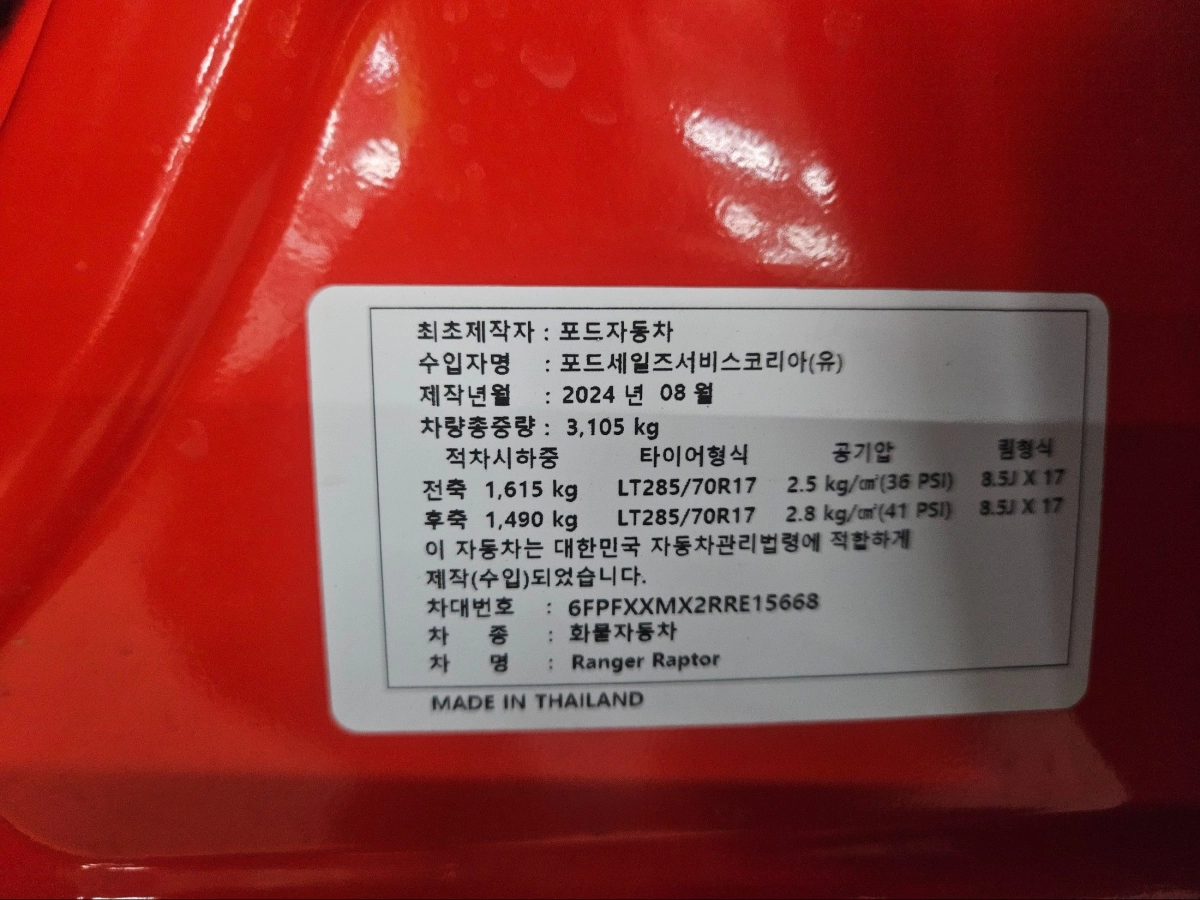 최초제작자 : 포드자동차
수입자명 : 포드세일즈서비스코리아(유)
제작년월 : 2024 년 08 월
차량총중량 : 3,105 kg
적차시하중 타이어형식 공기압 림형식
전축 1,615 kg LT285/70R17 2.5 kg/㎠(36 PSI) 8.5J X 17
후축 1,490 kg LT285/70R17 2.8 kg/㎠(41 PSI) 8.5J X 17
이 자동차는 대한민국 자동차관리법령에 적합하게
제작(수입)되었습니다.
차대번호 : 6FPFXXMX2RRE15668
차 종 : 화물자동차
차 명 : Ranger Raptor
MADE IN THAILAND